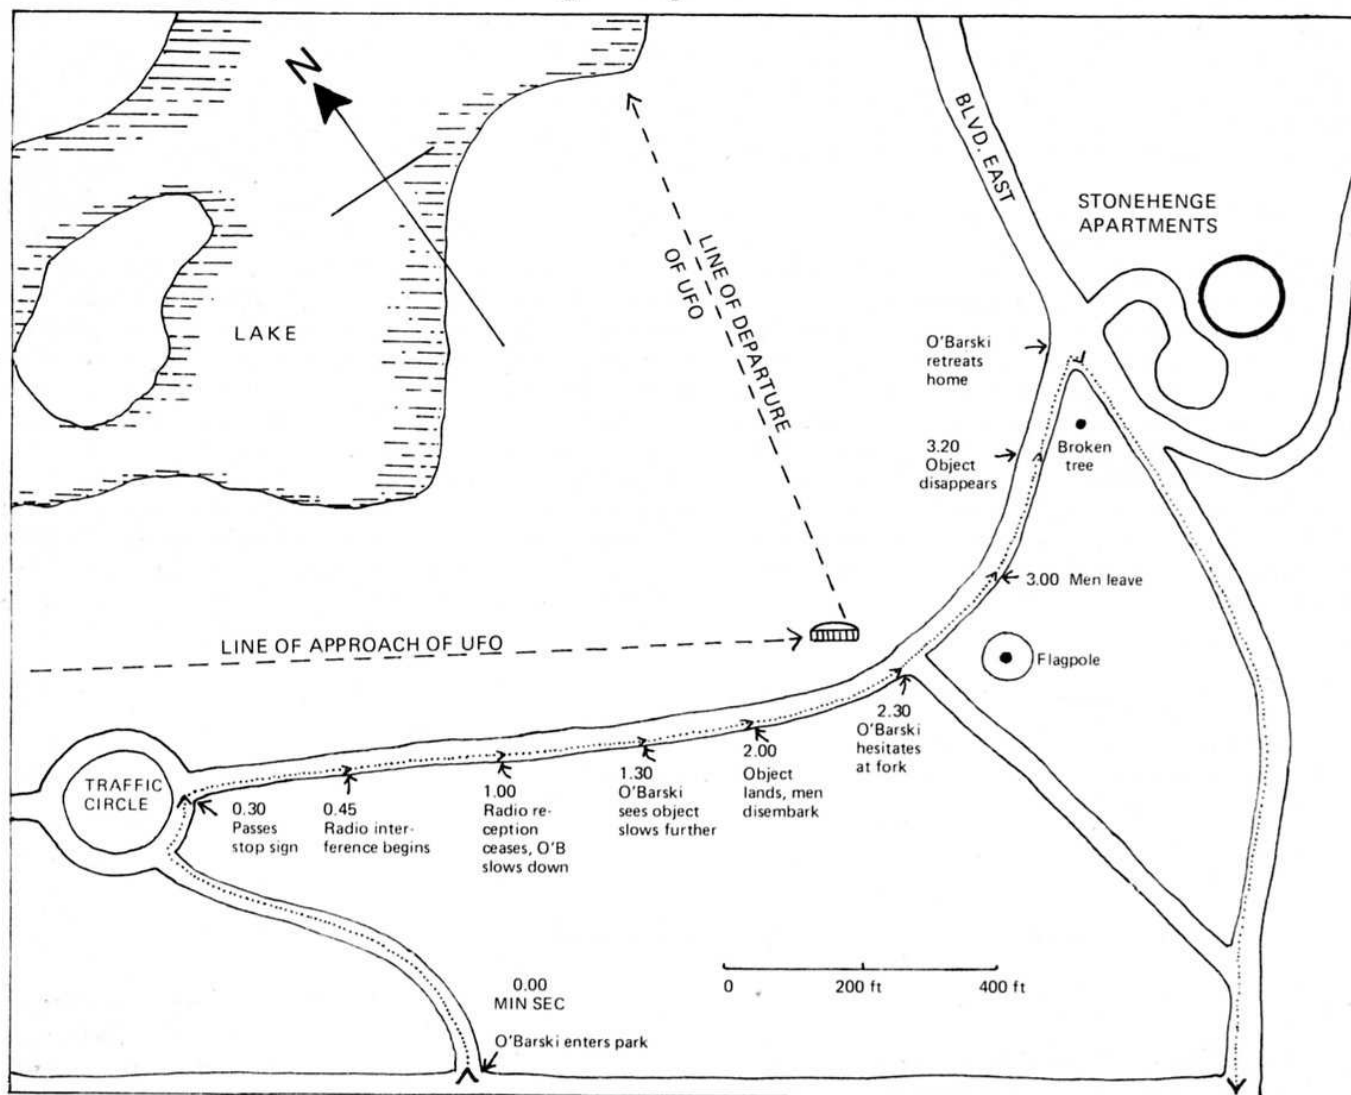 N
BLVD. EAST
STONEHENGE
APARTMENTS
LAKE
LINE OF DEPARTURE
OF UFO
O'Barski
retreats
home
3.20
Object
disappears
Broken
tree
3.00 Men leave
LINE OF APPROACH OF UFO
Flagpole
2.30
O'Barski
hesitates
at fork
TRAFFIC
CIRCLE
0.30
Passes
stop sign
0.45
Radio inter-
ference begins
1.00
Radio re-
ception
ceases, O'B
slows down
1.30
O'Barski
sees object
slows further
2.00
Object
lands, men
disembark
0.00
MIN SEC
O'Barski enters park
0
200 ft
400 ft